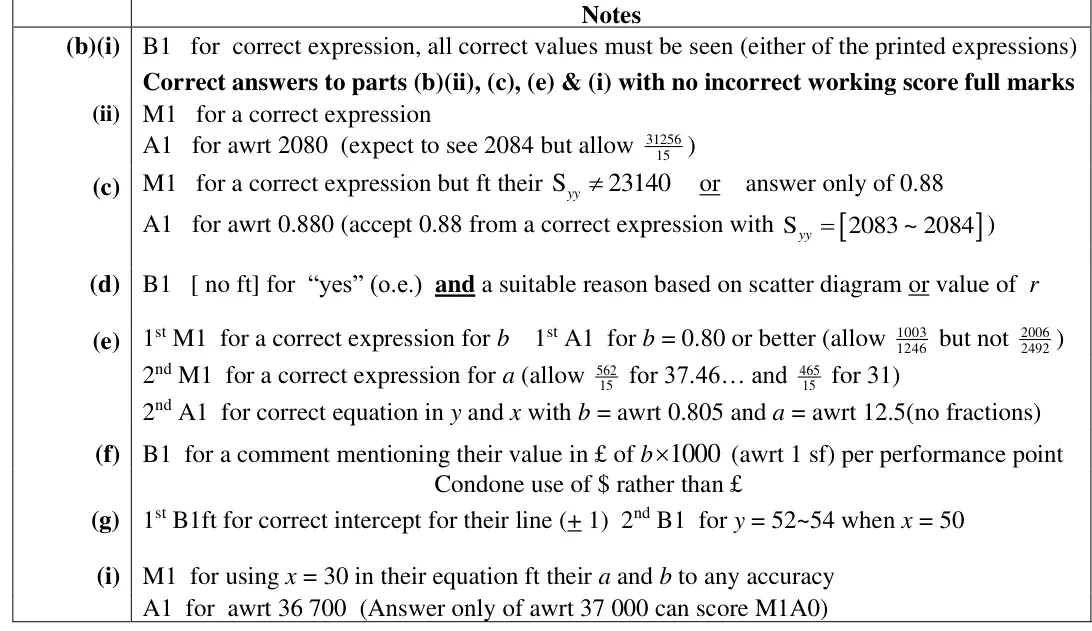 Notes
(b)(i) B1 for correct expression, all correct values must be seen (either of the printed expressions)
Correct answers to parts (b)(ii), (c), (e) & (i) with no incorrect working score full marks
(ii) M1 for a correct expression
A1 for awrt 2080 (expect to see 2084 but allow 31256/15 )
(c) M1 for a correct expression but ft their S_yy ≠ 23140 or answer only of 0.88
A1 for awrt 0.880 (accept 0.88 from a correct expression with S_yy = [2083 ~ 2084] )
(d) B1 [ no ft] for “yes” (o.e.) and a suitable reason based on scatter diagram or value of r
(e) 1st M1 for a correct expression for b 1st A1 for b = 0.80 or better (allow 1003/1246 but not 2006/2492 )
2nd M1 for a correct expression for a (allow 562/15 for 37.46… and 465/15 for 31)
2nd A1 for correct equation in y and x with b = awrt 0.805 and a = awrt 12.5(no fractions)
(f) B1 for a comment mentioning their value in £ of b×1000 (awrt 1 sf) per performance point
Condone use of $ rather than £
(g) 1st B1ft for correct intercept for their line (± 1) 2nd B1 for y = 52~54 when x = 50
(i) M1 for using x = 30 in their equation ft their a and b to any accuracy
A1 for awrt 36 700 (Answer only of awrt 37 000 can score M1A0)